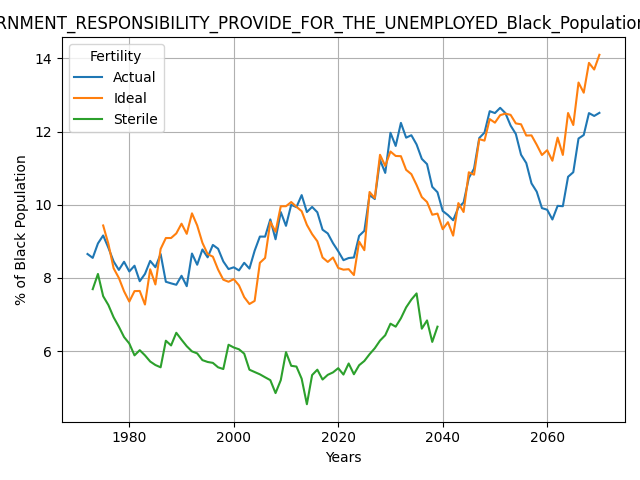 RNMENT_RESPONSIBILITY_PROVIDE_FOR_THE_UNEMPLOYED_Black_Population
Fertility
Actual
Ideal
Sterile
% of Black Population
14
12
10
8
6
1980 2000 2020 2040 2060
Years